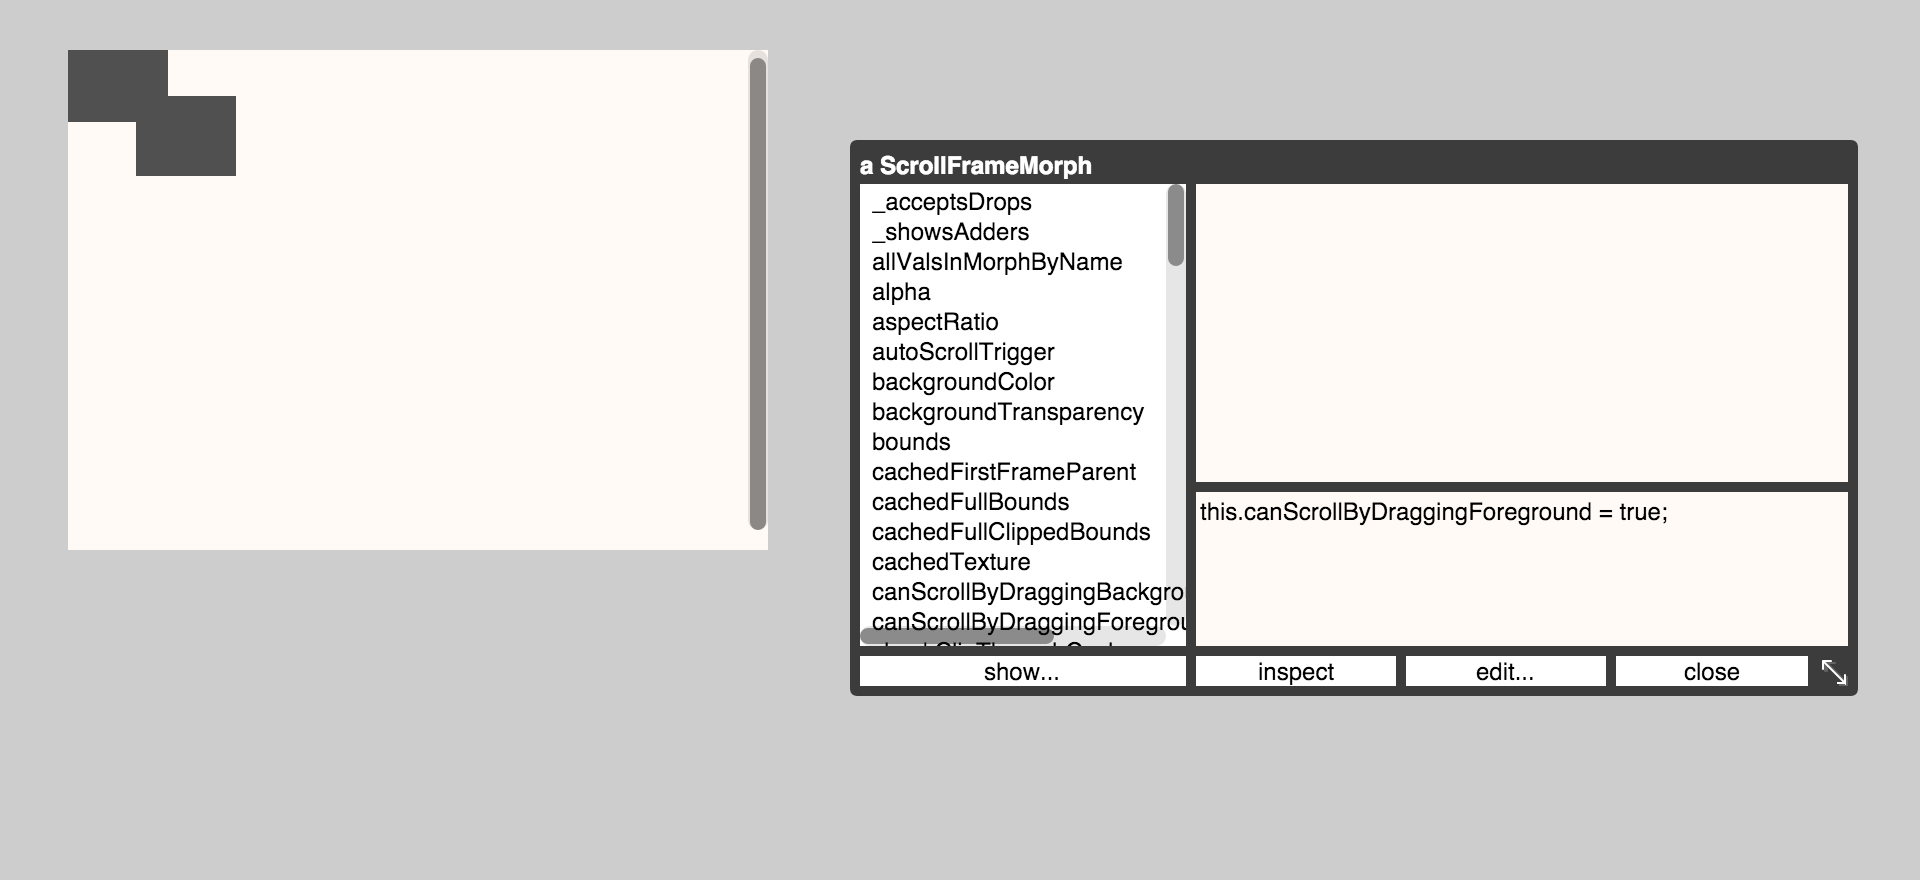 a ScrollFrameMorph
_acceptsDrops
_showsAdders
allValsInMorphByName
alpha
aspectRatio
autoScrollTrigger
backgroundColor
backgroundTransparency
bounds
cachedFirstFrameParent
cachedFullBounds
cachedFullClippedBounds
cachedTexture
canScrollByDraggingBackgro
canScrollByDraggingForegrou
this.canScrollByDraggingForeground = true;
show...
inspect
edit...
close